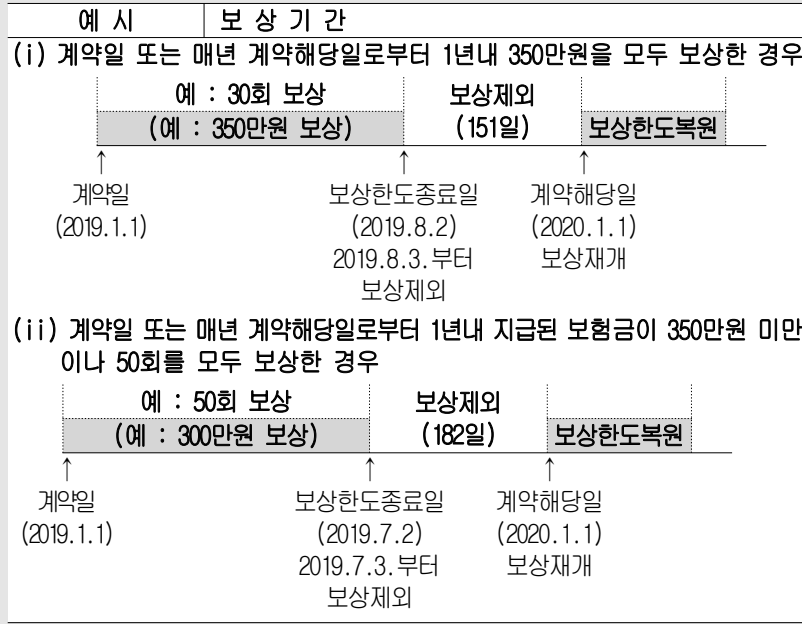 예 시 보 상 기 간
(i) 계약일 또는 매년 계약해당일로부터 1년내 350만원을 모두 보상한 경우
예 : 30회 보상 보상제외
(예 : 350만원 보상) (151일) 보상한도복원
↑ ↑ ↑
계약일 보상한도종료일 계약해당일
(2019.1.1) (2019.8.2) (2020.1.1)
2019.8.3.부터 보상재개
보상제외
(ii) 계약일 또는 매년 계약해당일로부터 1년내 지급된 보험금이 350만원 미만
이나 50회를 모두 보상한 경우
예 : 50회 보상 보상제외
(예 : 300만원 보상) (182일) 보상한도복원
↑ ↑ ↑
계약일 보상한도종료일 계약해당일
(2019.1.1) (2019.7.2) (2020.1.1)
2019.7.3.부터 보상재개
보상제외